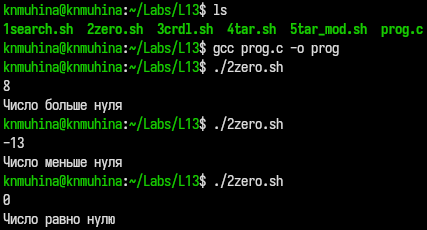 knmuhina@knmuhina:~/Labs/L13$ ls
1search.sh 2zero.sh 3crdl.sh 4tar.sh 5tar_mod.sh prog.c
knmuhina@knmuhina:~/Labs/L13$ gcc prog.c -o prog
knmuhina@knmuhina:~/Labs/L13$ ./2zero.sh
8
Число больше нуля
knmuhina@knmuhina:~/Labs/L13$ ./2zero.sh
-13
Число меньше нуля
knmuhina@knmuhina:~/Labs/L13$ ./2zero.sh
0
Число равно нулю